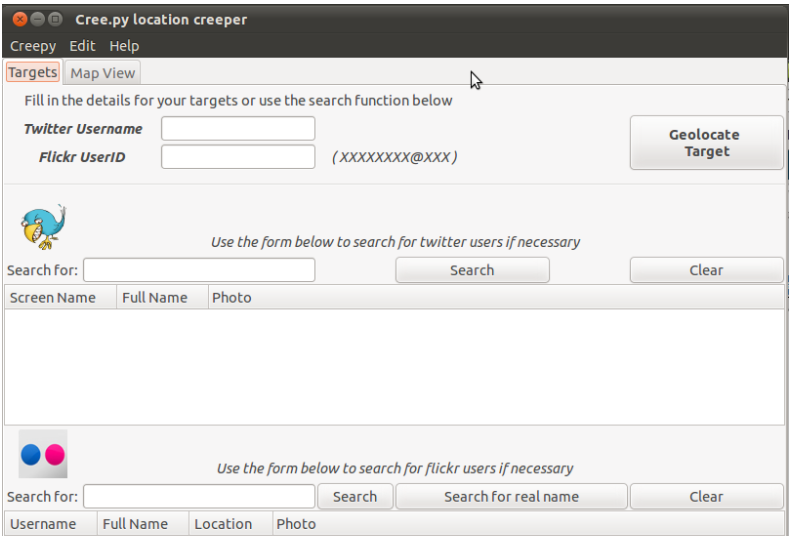 Cree.py location creeper
Creepy Edit Help
Targets Map View
Fill in the details for your targets or use the search function below
Twitter Username
Geolocate Target
Flickr UserID (XXXXXXXX@XXX)
Use the form below to search for twitter users if necessary
Search for: Search Clear
Screen Name Full Name Photo
Use the form below to search for flickr users if necessary
Search for: Search Search for real name Clear
Username Full Name Location Photo